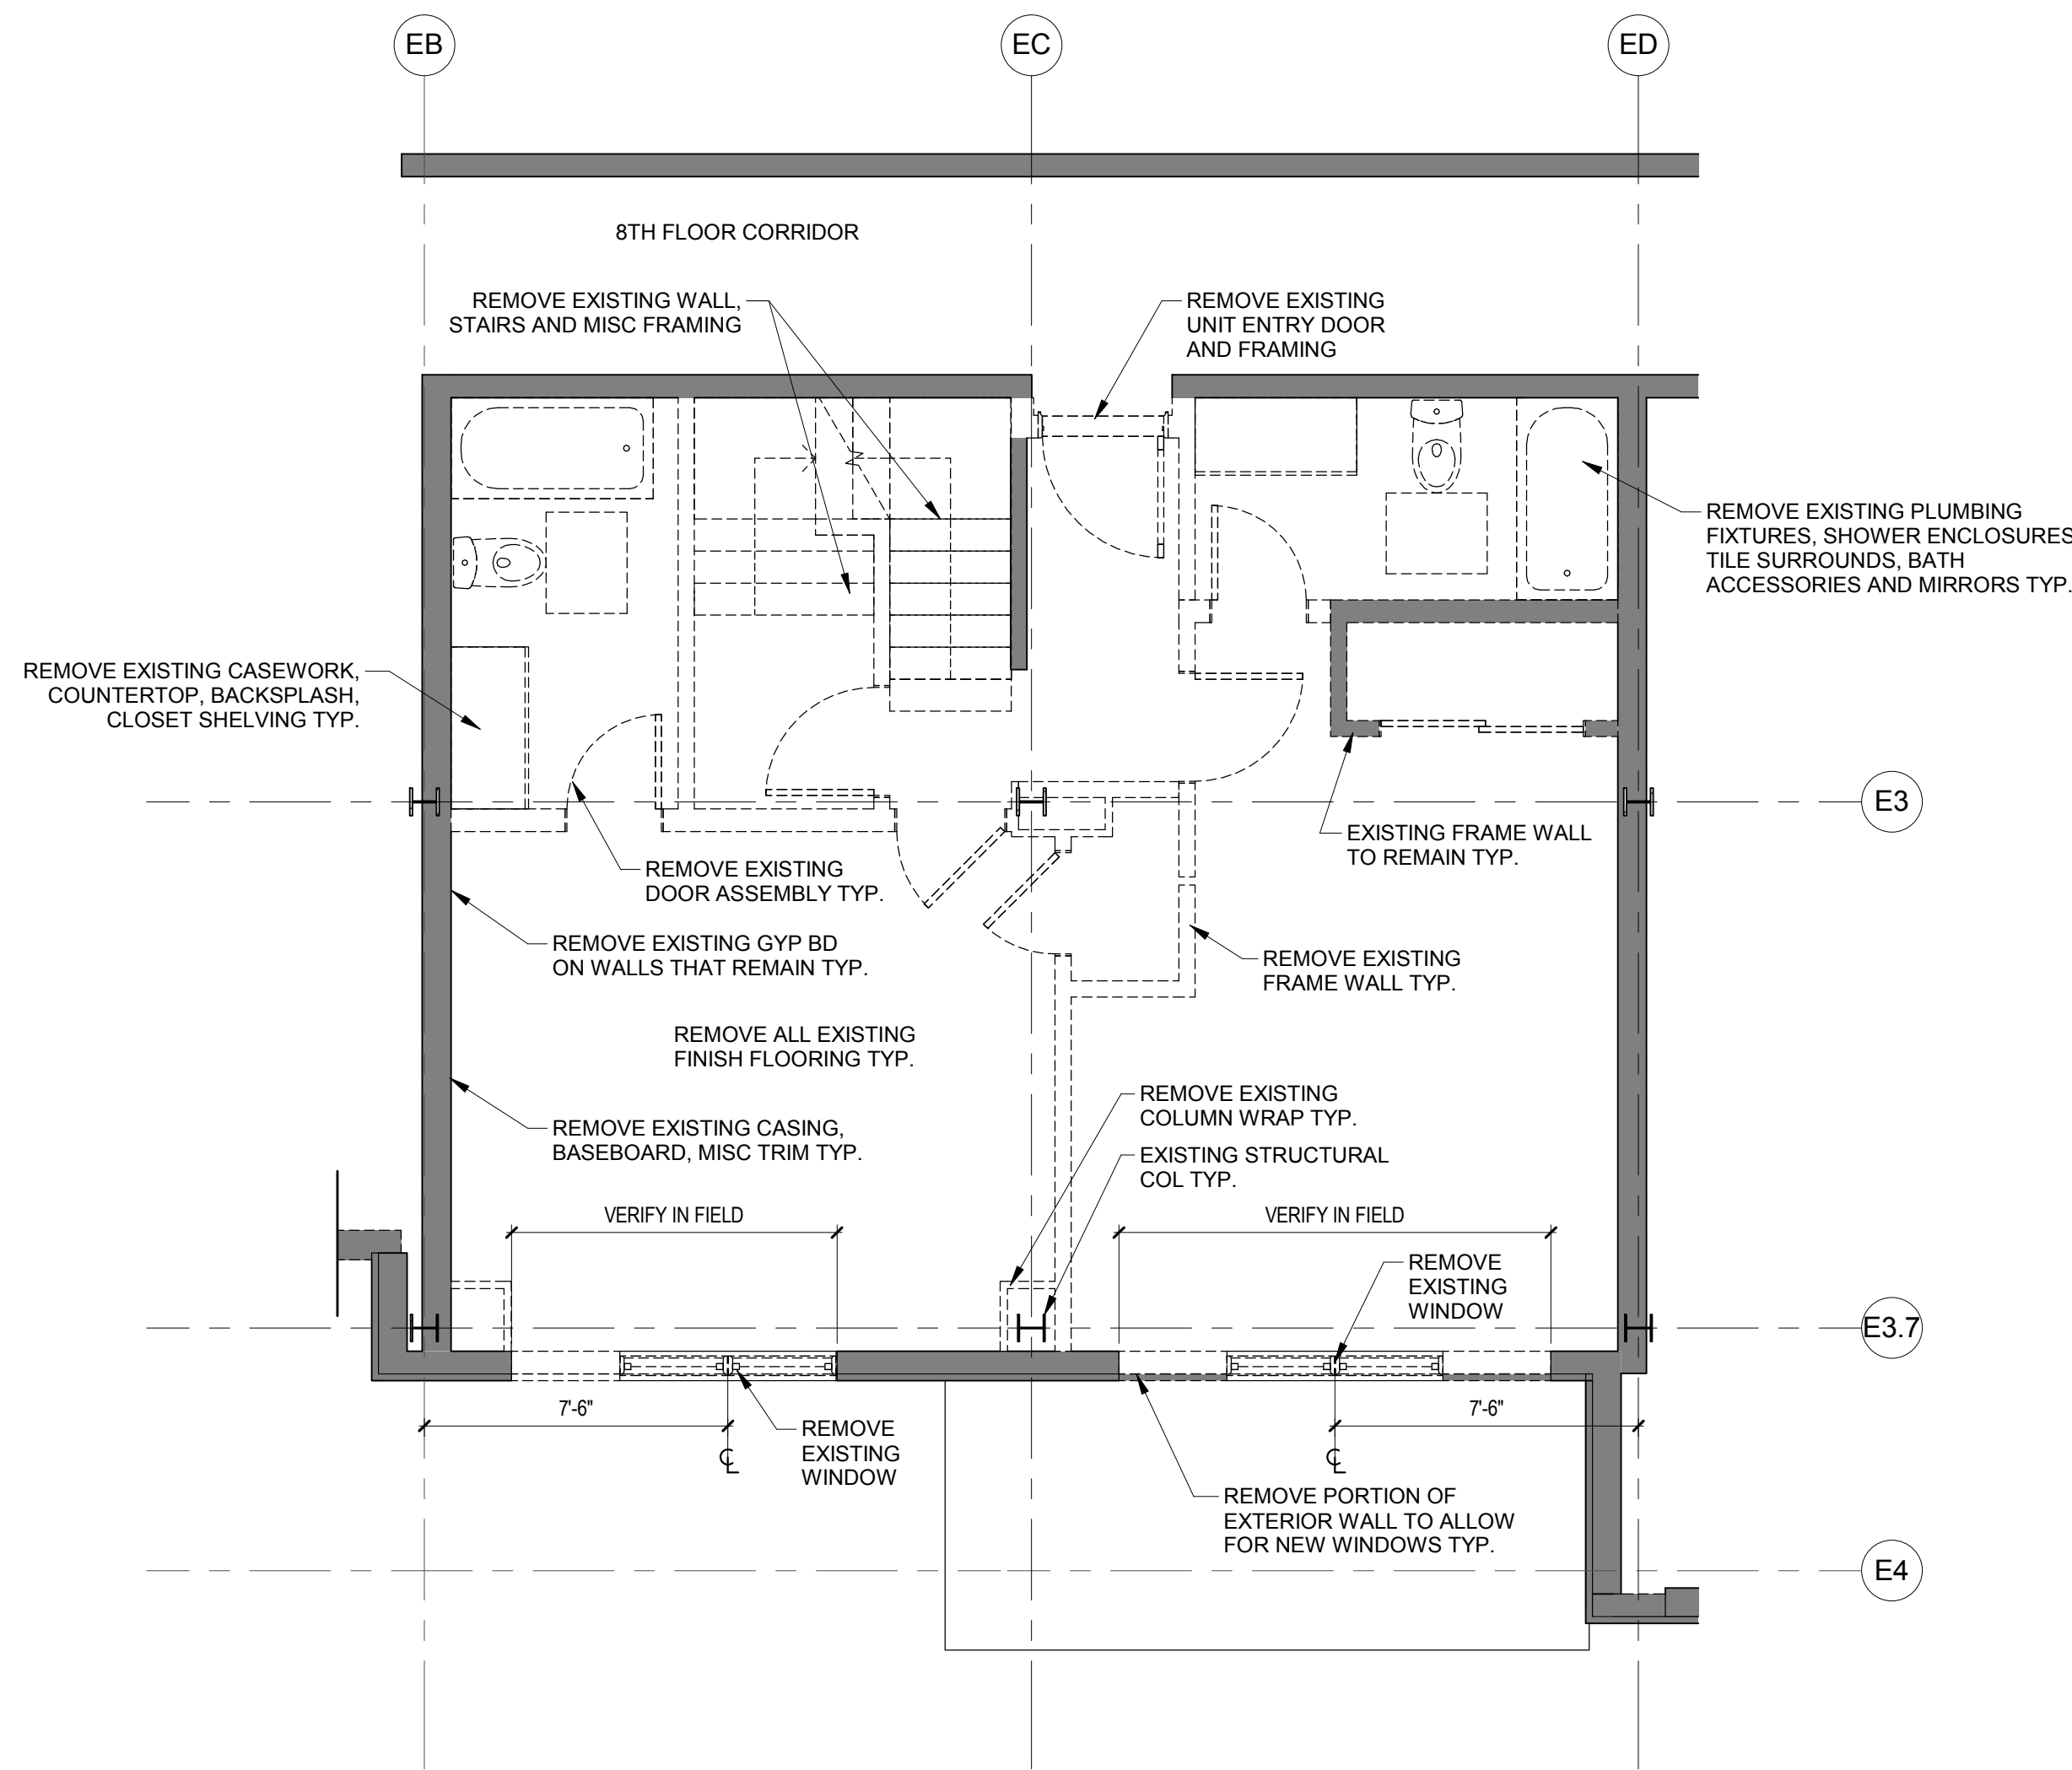 EB
EC
ED
8TH FLOOR CORRIDOR
REMOVE EXISTING WALL,
STAIRS AND MISC FRAMING
REMOVE EXISTING
UNIT ENTRY DOOR
AND FRAMING
REMOVE EXISTING PLUMBING
FIXTURES, SHOWER ENCLOSURES
TILE SURROUNDS, BATH
ACCESSORIES AND MIRRORS TYP.
REMOVE EXISTING CASEWORK,
COUNTERTOP, BACKSPLASH,
CLOSET SHELVING TYP.
E3
EXISTING FRAME WALL
TO REMAIN TYP.
REMOVE EXISTING
DOOR ASSEMBLY TYP.
REMOVE EXISTING GYP BD
ON WALLS THAT REMAIN TYP.
REMOVE EXISTING
FRAME WALL TYP.
REMOVE ALL EXISTING
FINISH FLOORING TYP.
REMOVE EXISTING
COLUMN WRAP TYP.
REMOVE EXISTING CASING,
BASEBOARD, MISC TRIM TYP.
EXISTING STRUCTURAL
COL TYP.
VERIFY IN FIELD
VERIFY IN FIELD
REMOVE
EXISTING
WINDOW
E3.7
7'-6"
7'-6"
REMOVE
EXISTING
WINDOW
CL
CL
REMOVE PORTION OF
EXTERIOR WALL TO ALLOW
FOR NEW WINDOWS TYP.
E4